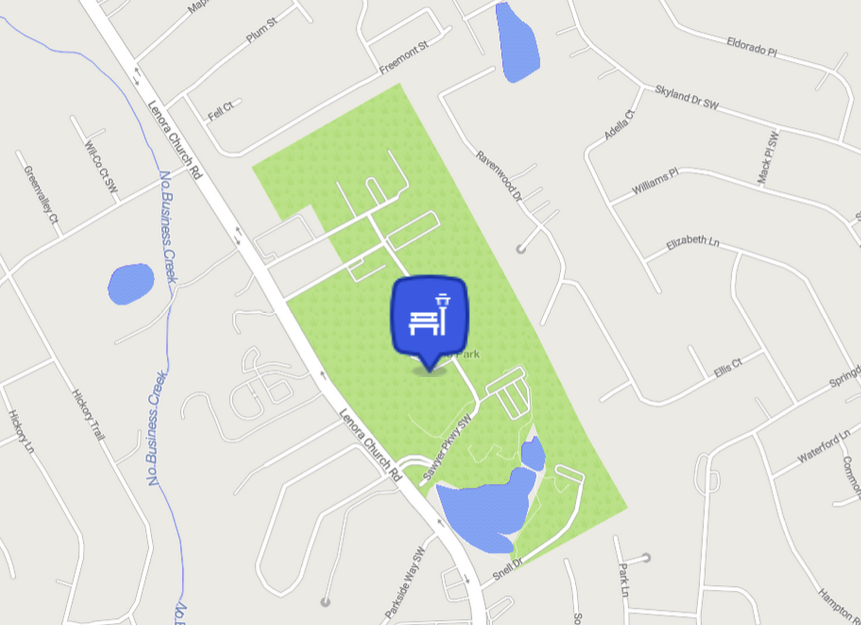 Maple
Plum St
Freemont St
Eldorado Pl
Skyland Dr SW
Fell Ct
Adella Ct
Lenora Church Rd
Wil-Co Ct SW
Mack Pl SW
Ravenwood Dr
Greenvalley Ct
Williams Pl
No Business Creek
Elizabeth Ln
Park
Ellis Ct
Springd
Hickory Trail
No Business Creek
Hickory Ln
Lenora Church Rd
Sawyer Pkwy SW
Waterford Ln
Common
Snell Dr
Parkside Way SW
Park Ln
Hampton R
No B